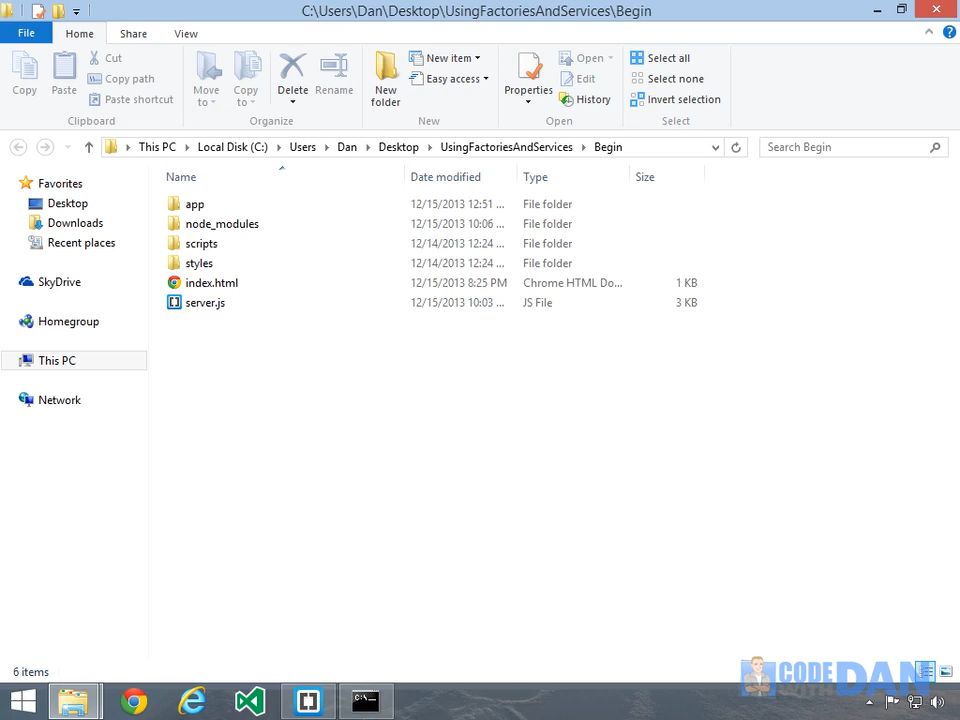 C:\Users\Dan\Desktop\UsingFactoriesAndServices\Begin
File Home Share View
Copy
Paste
Cut
Copy path
Paste shortcut
Clipboard
Move to
Copy to
Delete
Rename
Organize
New folder
New item
Easy access
New
Properties
Open
Edit
History
Open
Select all
Select none
Invert selection
Select
This PC Local Disk (C:) Users Dan Desktop UsingFactoriesAndServices Begin
Search Begin
Favorites
Desktop
Downloads
Recent places
SkyDrive
Homegroup
This PC
Network
Name Date modified Type Size
app 12/15/2013 12:51 ... File folder
node_modules 12/15/2013 10:06 ... File folder
scripts 12/14/2013 12:24 ... File folder
styles 12/14/2013 12:24 ... File folder
index.html 12/15/2013 8:25 PM Chrome HTML Do... 1 KB
server.js 12/15/2013 10:03 ... JS File 3 KB
6 items
CODE
WITH
DAN
C:\_